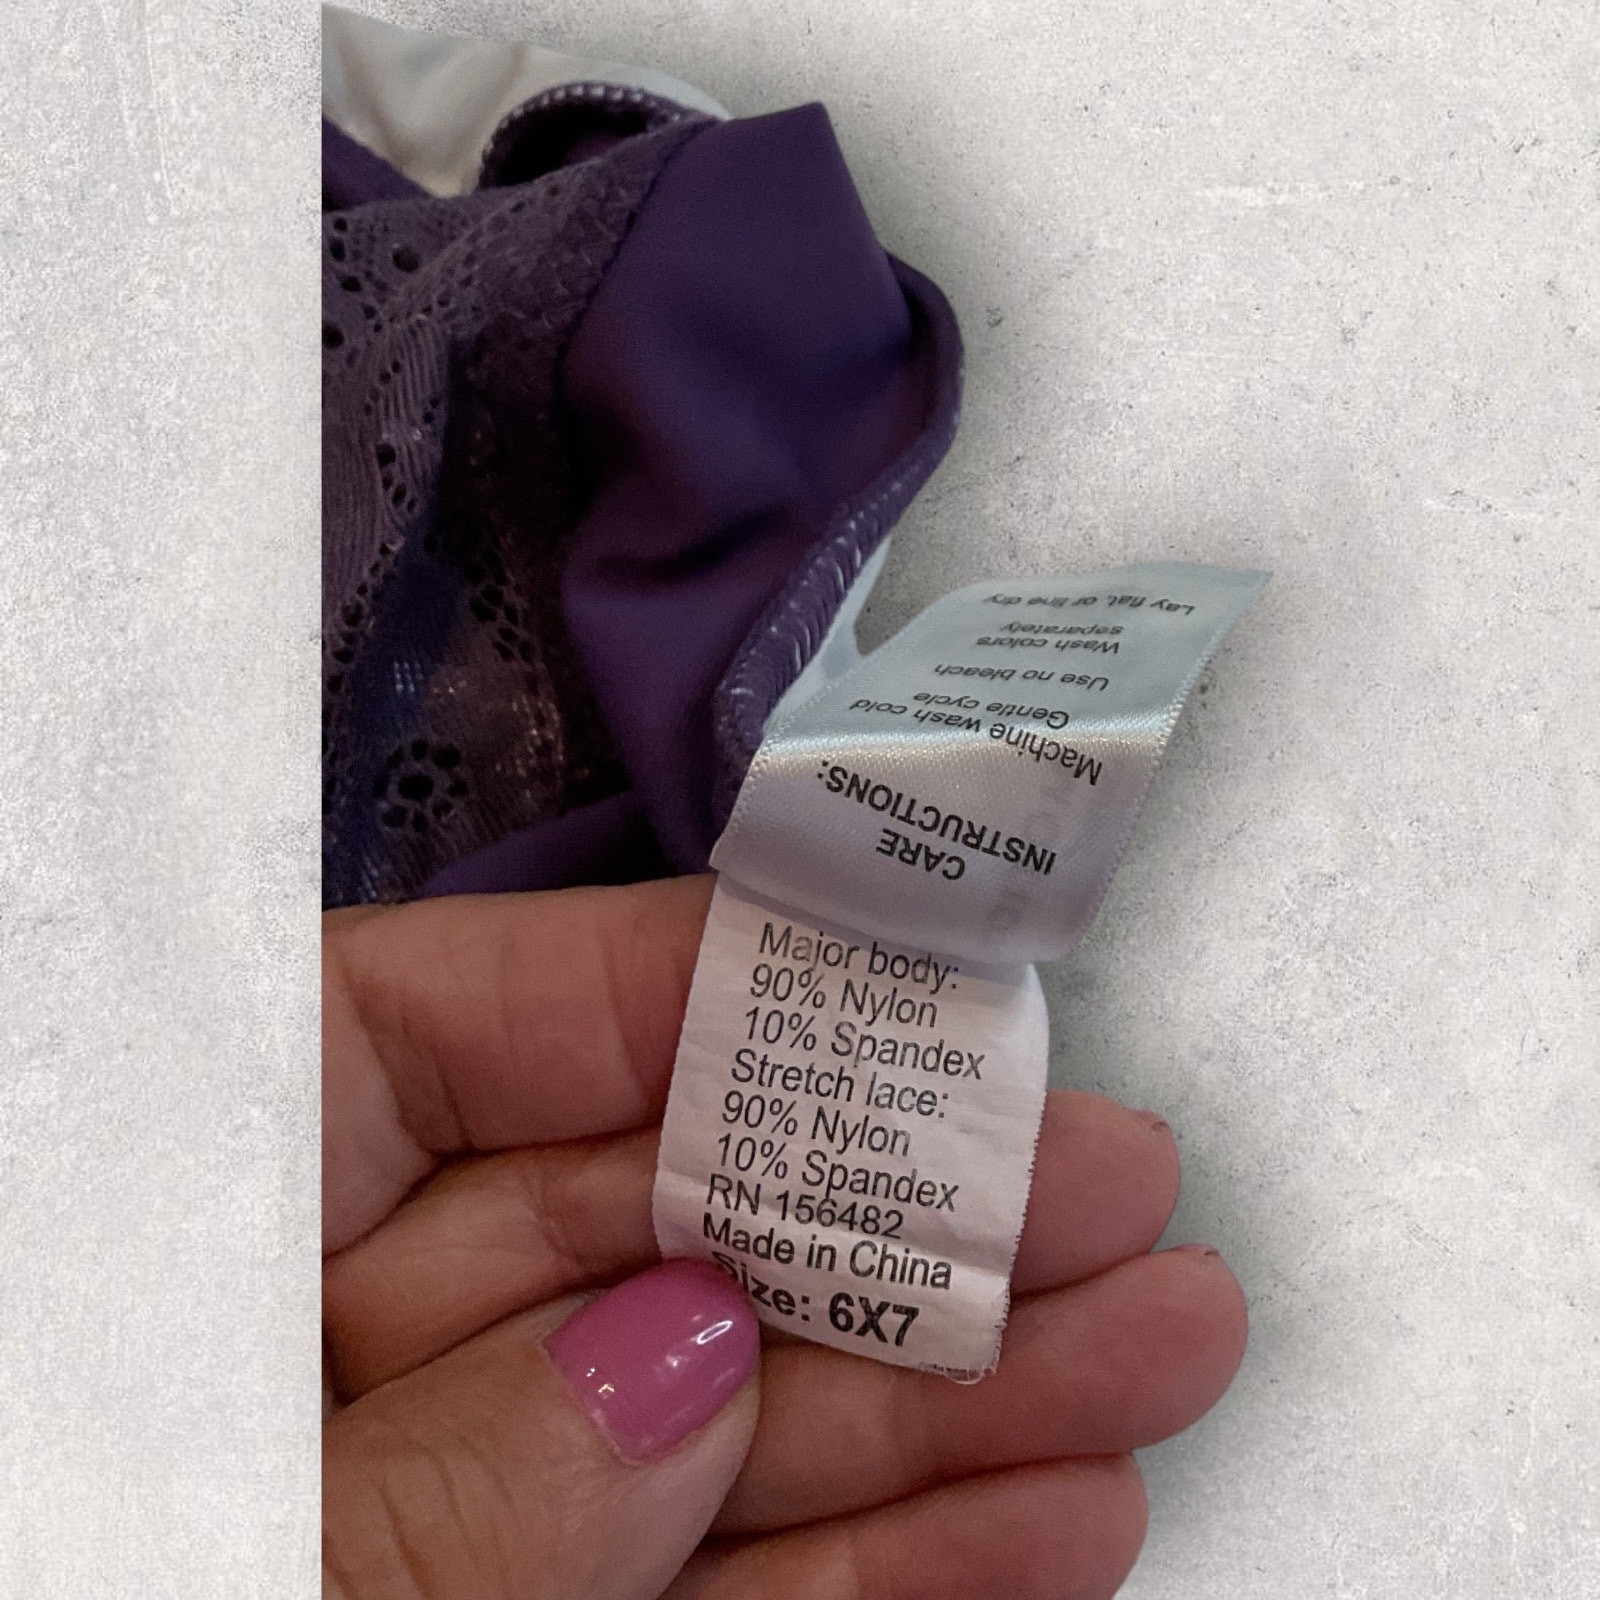 CARE
INSTRUCTIONS:
Machine wash cold
Gentle cycle
Use no bleach
Wash colors
separately
Lay flat, or line dry
Major body:
90% Nylon
10% Spandex
Stretch lace:
90% Nylon
10% Spandex
RN 156482
Made in China
Size: 6X7